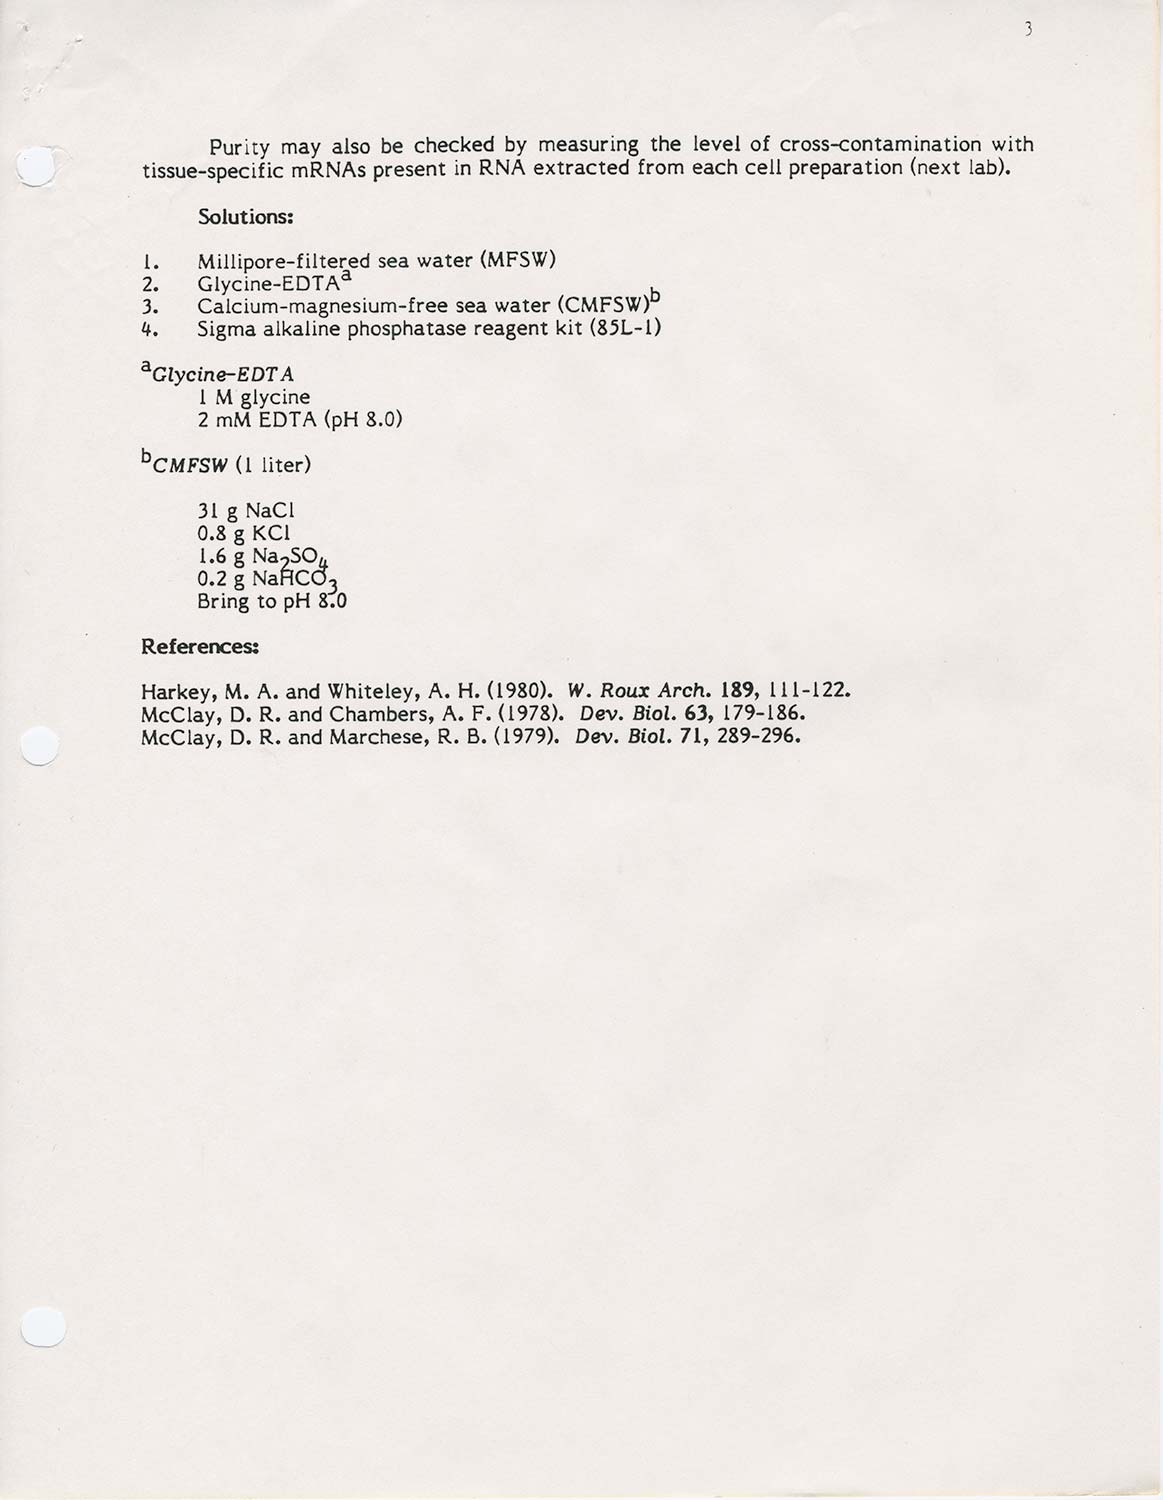 3
Purity may also be checked by measuring the level of cross-contamination with
tissue-specific mRNAs present in RNA extracted from each cell preparation (next lab).
Solutions:
1. Millipore-filtered sea water (MFSW)
2. Glycine-EDTAᵃ
3. Calcium-magnesium-free sea water (CMFSW)ᵇ
4. Sigma alkaline phosphatase reagent kit (85L-1)
ᵃGlycine-EDTA
1 M glycine
2 mM EDTA (pH 8.0)
ᵇCMFSW (1 liter)
31 g NaCl
0.8 g KCl
1.6 g Na₂SO₄
0.2 g NaHCO₃
Bring to pH 8.0
References:
Harkey, M. A. and Whiteley, A. H. (1980). W. Roux Arch. 189, 111-122.
McClay, D. R. and Chambers, A. F. (1978). Dev. Biol. 63, 179-186.
McClay, D. R. and Marchese, R. B. (1979). Dev. Biol. 71, 289-296.